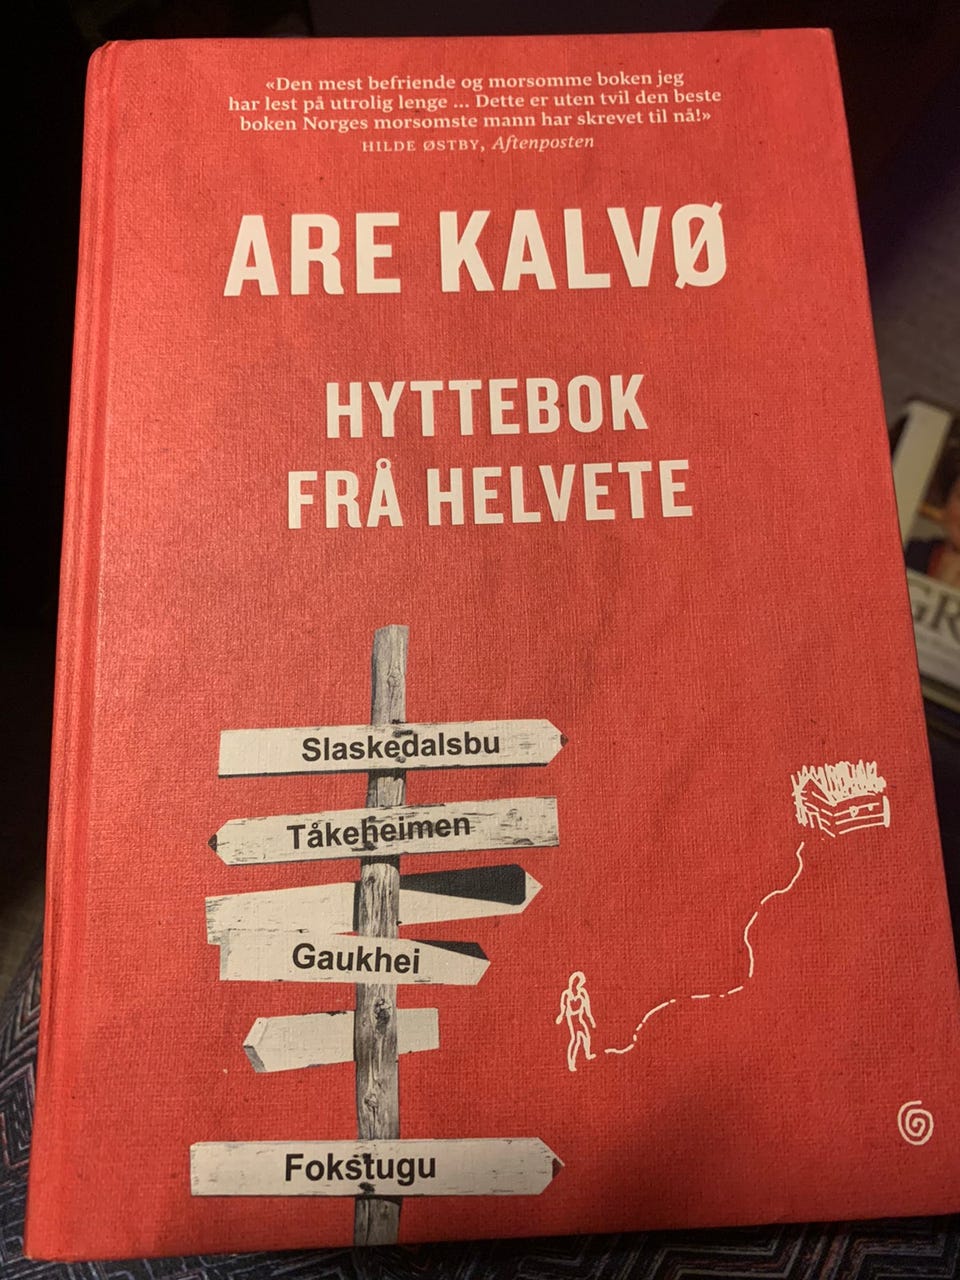 «Den mest befriende og morsomme boken jeg
har lest på utrolig lenge ... Dette er uten tvil den beste
boken Norges morsomste mann har skrevet til nå!»
HILDE ØSTBY, Aftenposten
ARE KALVØ
HYTTEBOK
FRÅ HELVETE
Slaskedalsbu
Tåkeheimen
Gaukhei
Fokstugu
GR